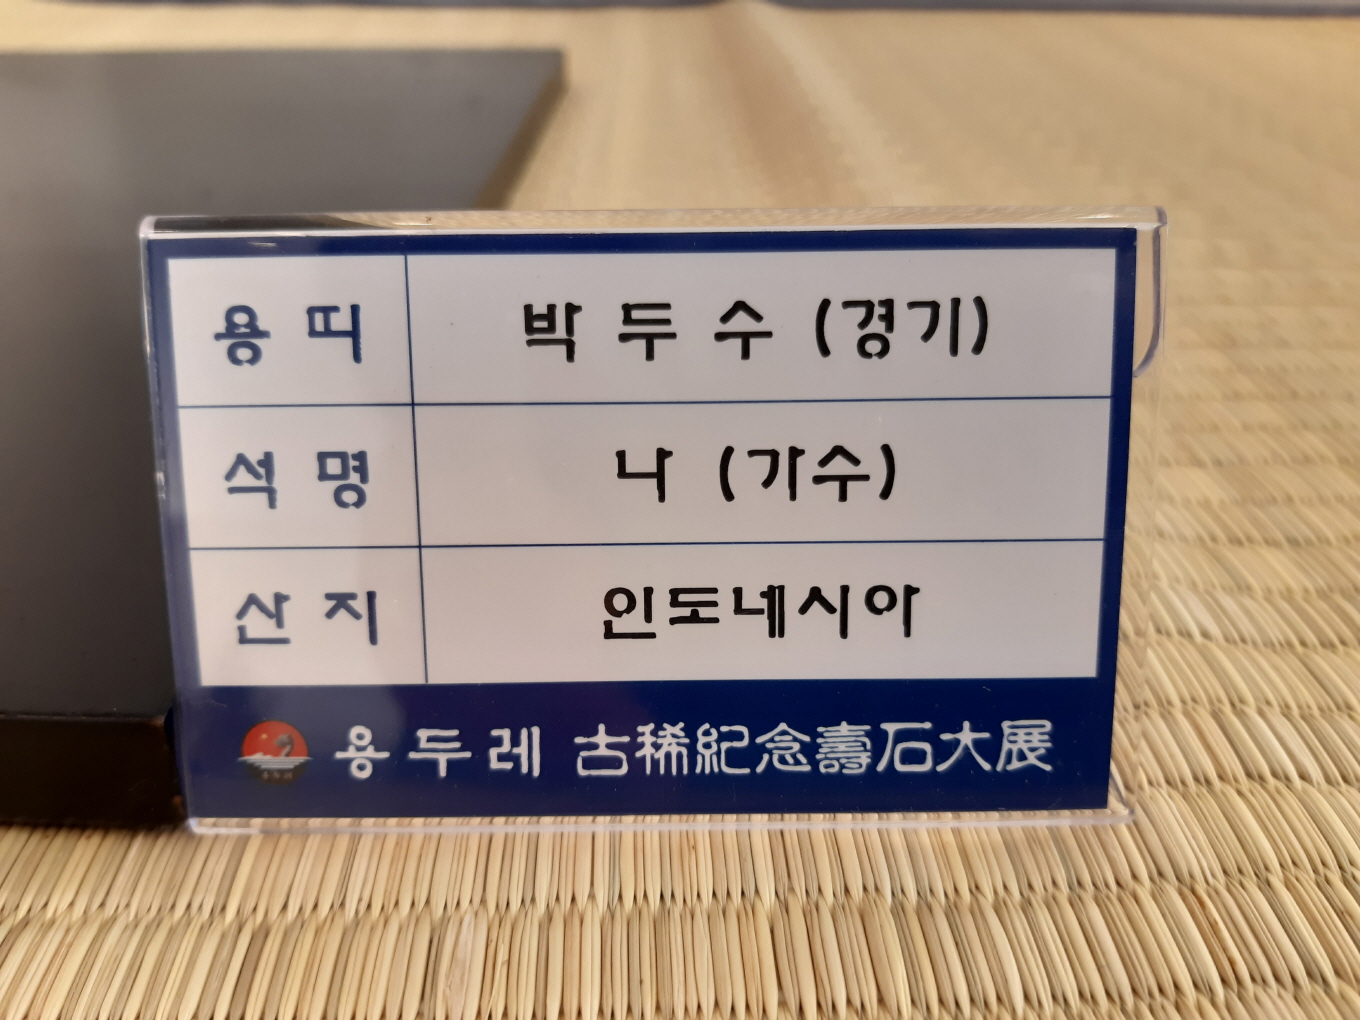 용 띠 박 두 수 (경기)
석 명 나 (가수)
산 지 인도네시아
용두레 古稀紀念壽石大展